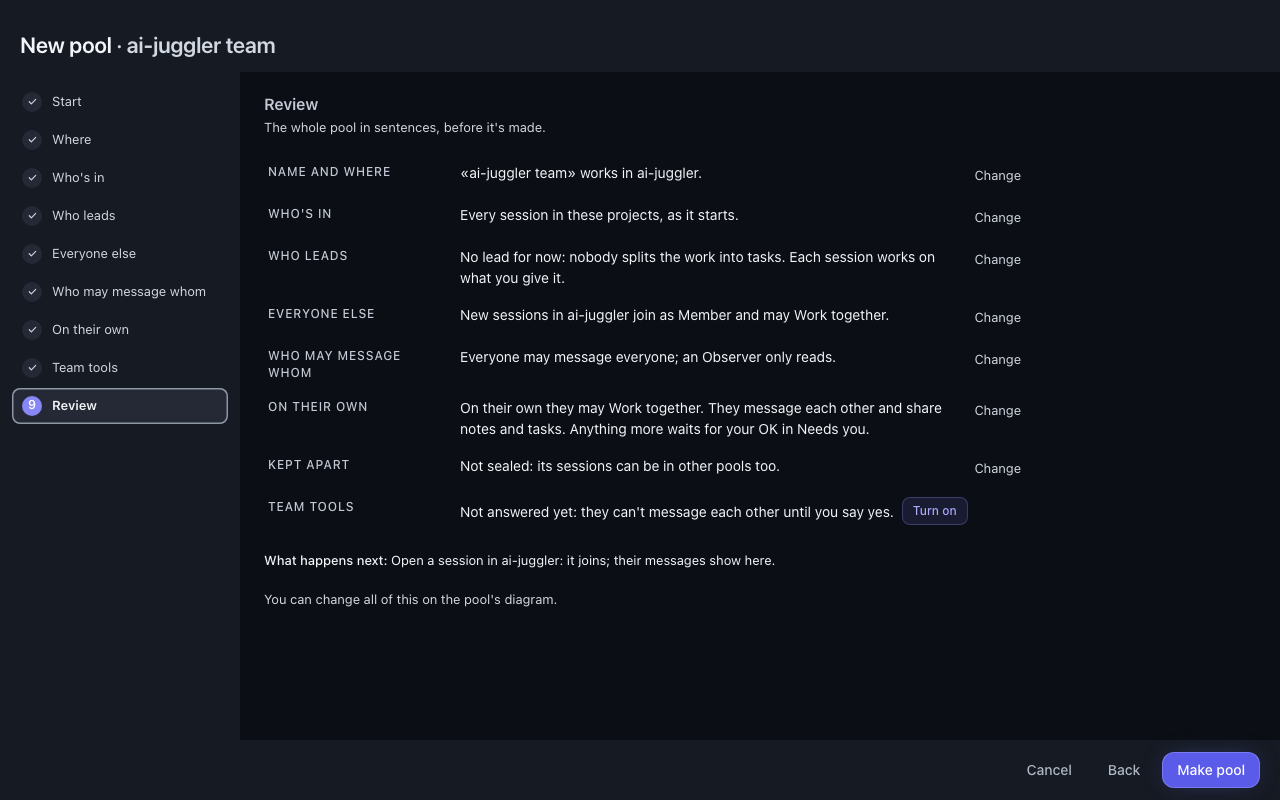 New pool · ai-juggler team
Start
Where
Who's in
Who leads
Everyone else
Who may message whom
On their own
Team tools
9 Review
Review
The whole pool in sentences, before it's made.
NAME AND WHERE
«ai-juggler team» works in ai-juggler.
Change
WHO'S IN
Every session in these projects, as it starts.
Change
WHO LEADS
No lead for now: nobody splits the work into tasks. Each session works on
what you give it.
Change
EVERYONE ELSE
New sessions in ai-juggler join as Member and may Work together.
Change
WHO MAY MESSAGE
WHOM
Everyone may message everyone; an Observer only reads.
Change
ON THEIR OWN
On their own they may Work together. They message each other and share
notes and tasks. Anything more waits for your OK in Needs you.
Change
KEPT APART
Not sealed: its sessions can be in other pools too.
Change
TEAM TOOLS
Not answered yet: they can't message each other until you say yes.
Turn on
What happens next: Open a session in ai-juggler: it joins; their messages show here.
You can change all of this on the pool's diagram.
Cancel
Back
Make pool